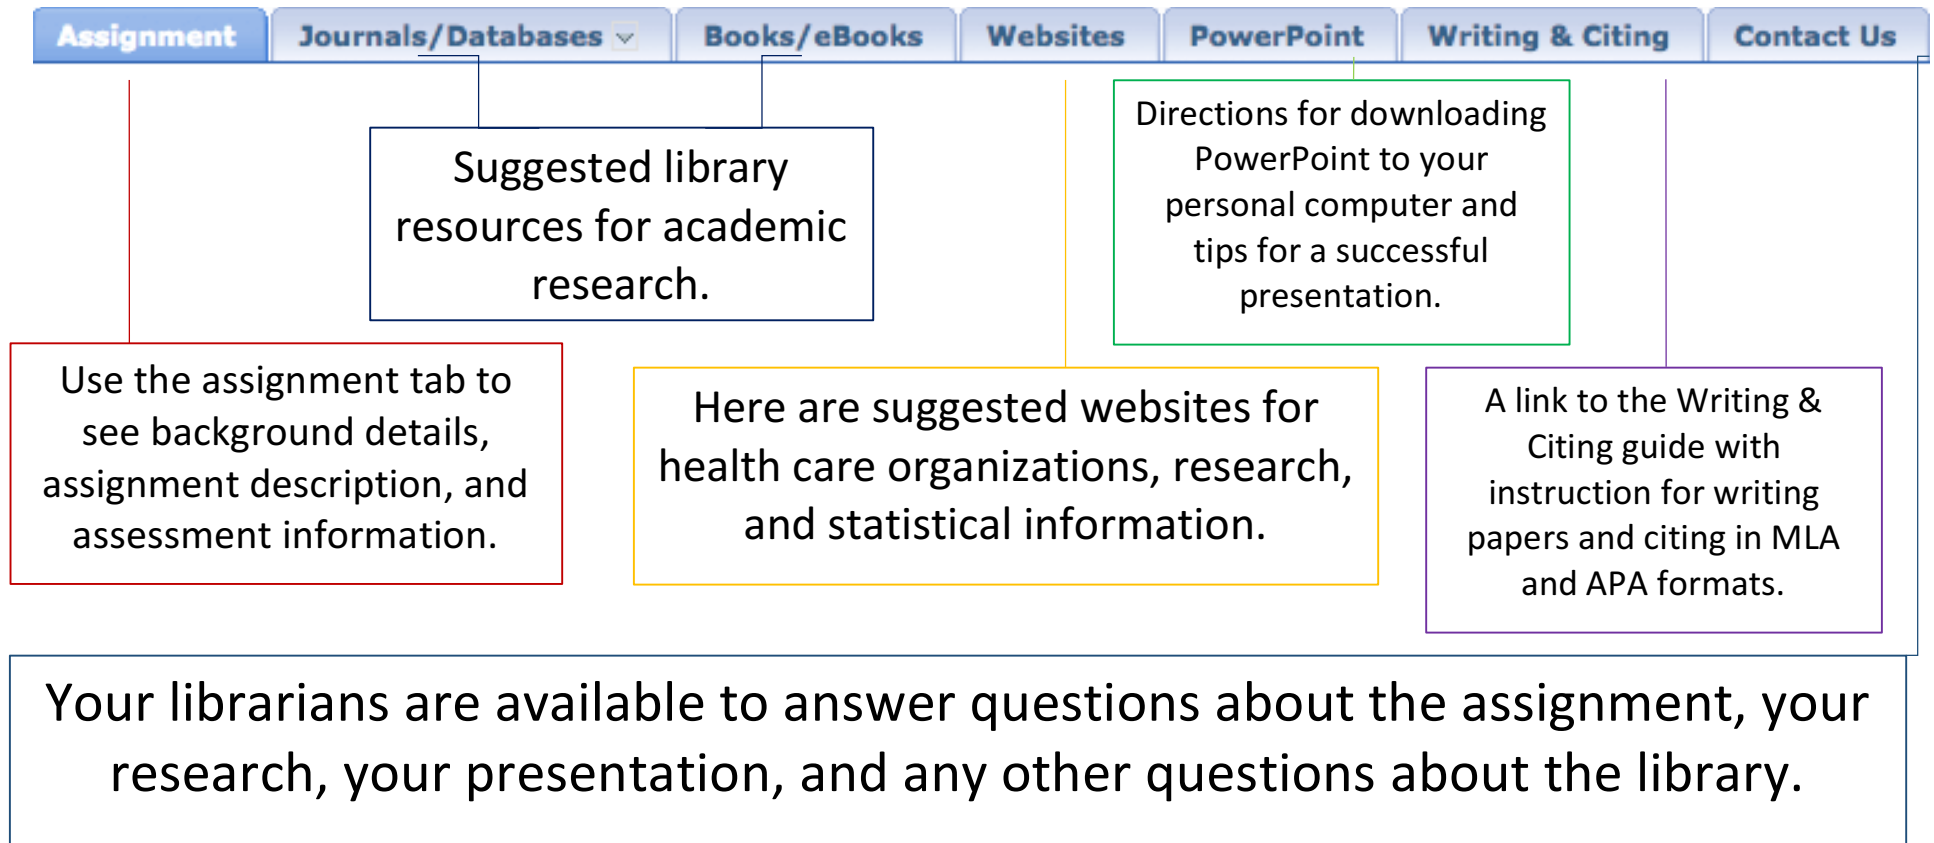 Assignment Journals/Databases Books/eBooks Websites PowerPoint Writing & Citing Contact Us
Suggested library
resources for academic
research.
Directions for downloading
PowerPoint to your
personal computer and
tips for a successful
presentation.
Use the assignment tab to
see background details,
assignment description, and
assessment information.
Here are suggested websites for
health care organizations, research,
and statistical information.
A link to the Writing &
Citing guide with
instruction for writing
papers and citing in MLA
and APA formats.
Your librarians are available to answer questions about the assignment, your
research, your presentation, and any other questions about the library.